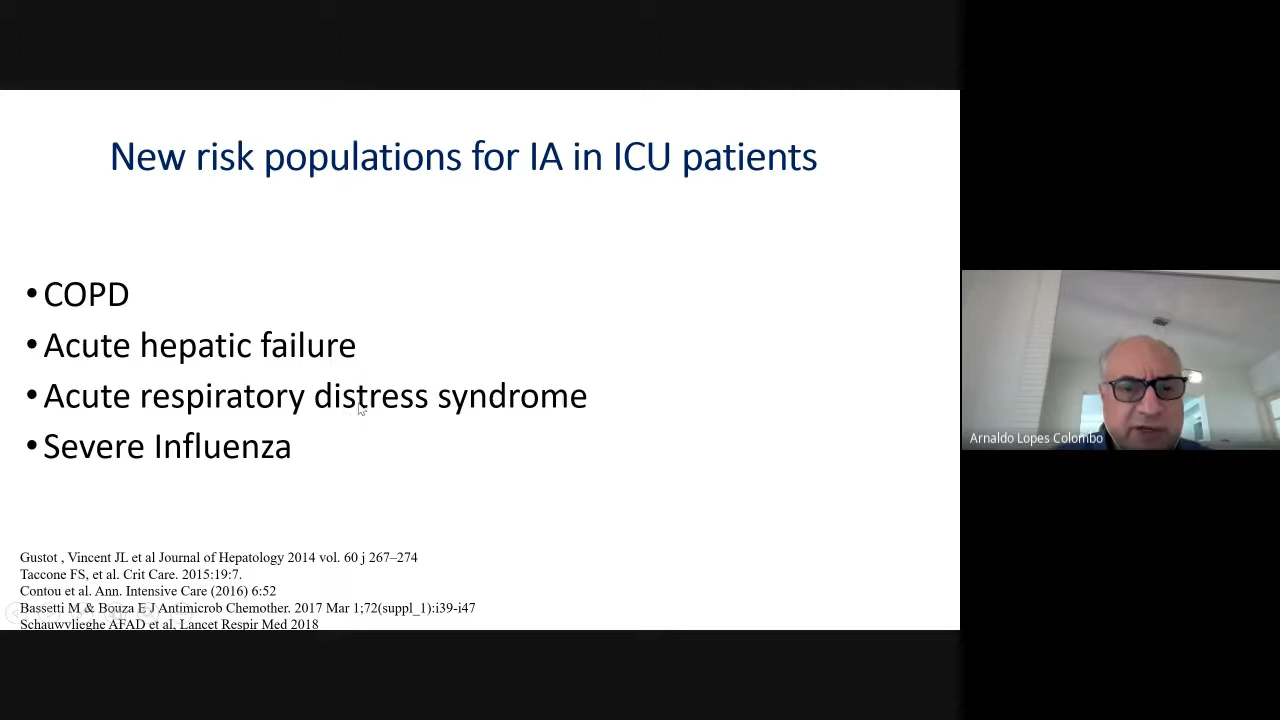 New risk populations for IA in ICU patients
• COPD
• Acute hepatic failure
• Acute respiratory distress syndrome
• Severe Influenza
Gustot , Vincent JL et al Journal of Hepatology 2014 vol. 60 j 267–274
Taccone FS, et al. Crit Care. 2015:19:7.
Contou et al. Ann. Intensive Care (2016) 6:52
Bassetti M & Bouza E J Antimicrob Chemother. 2017 Mar 1;72(suppl_1):i39-i47
Schauwvlieghe AFAD et al, Lancet Respir Med 2018
Arnaldo Lopes Colombo